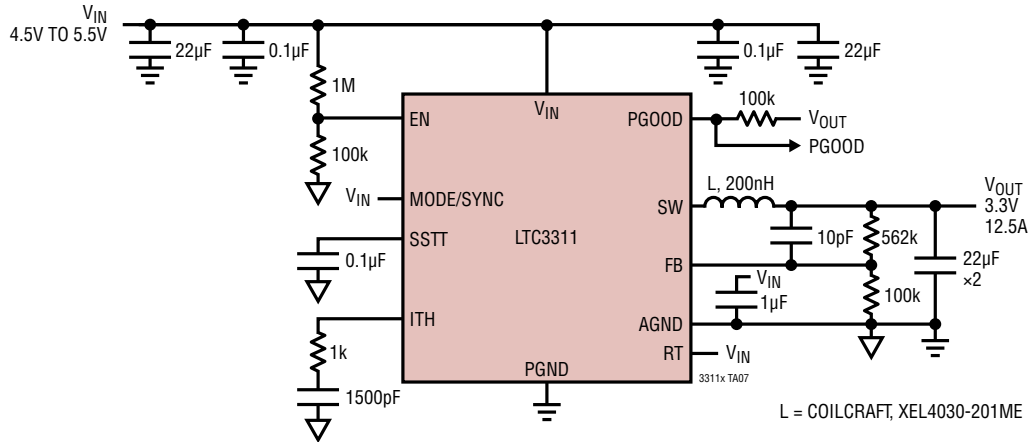 VIN
4.5V TO 5.5V
22µF
0.1µF
0.1µF
22µF
1M
100k
VIN
EN
PGOOD
100k
VOUT
PGOOD
100k
VIN
MODE/SYNC
SW
L, 200nH
VOUT
3.3V
12.5A
SSTT
LTC3311
0.1µF
10pF
562k
FB
22µF
×2
VIN
1µF
100k
ITH
AGND
1k
RT
VIN
PGND
3311x TA07
1500pF
L = COILCRAFT, XEL4030-201ME